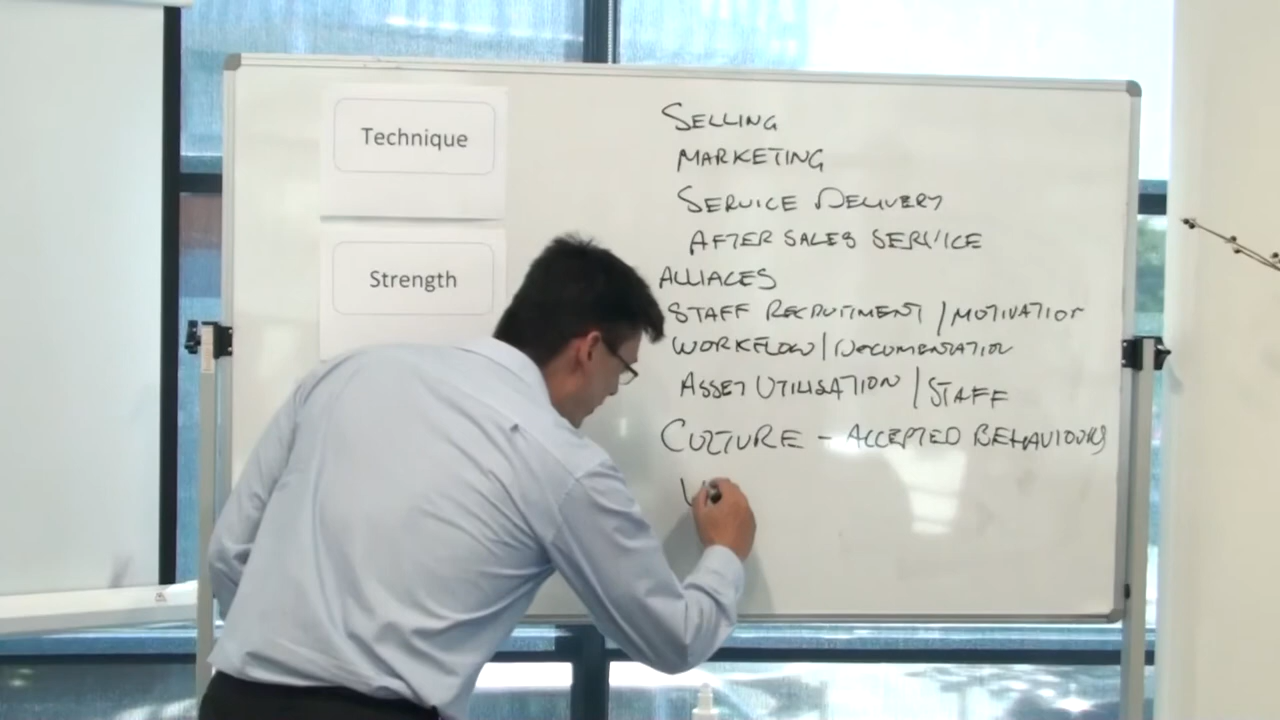 Technique
Strength
SELLING
MARKETING
SERVICE DELIVERY
AFTER SALES SERVICE
ALLIACES
STAFF RECRUITMENT / MOTIVATION
WORKFLOW / DOCUMENTATION
ASSET UTILISATION / STAFF
CULTURE - ACCEPTED BEHAVIOURS